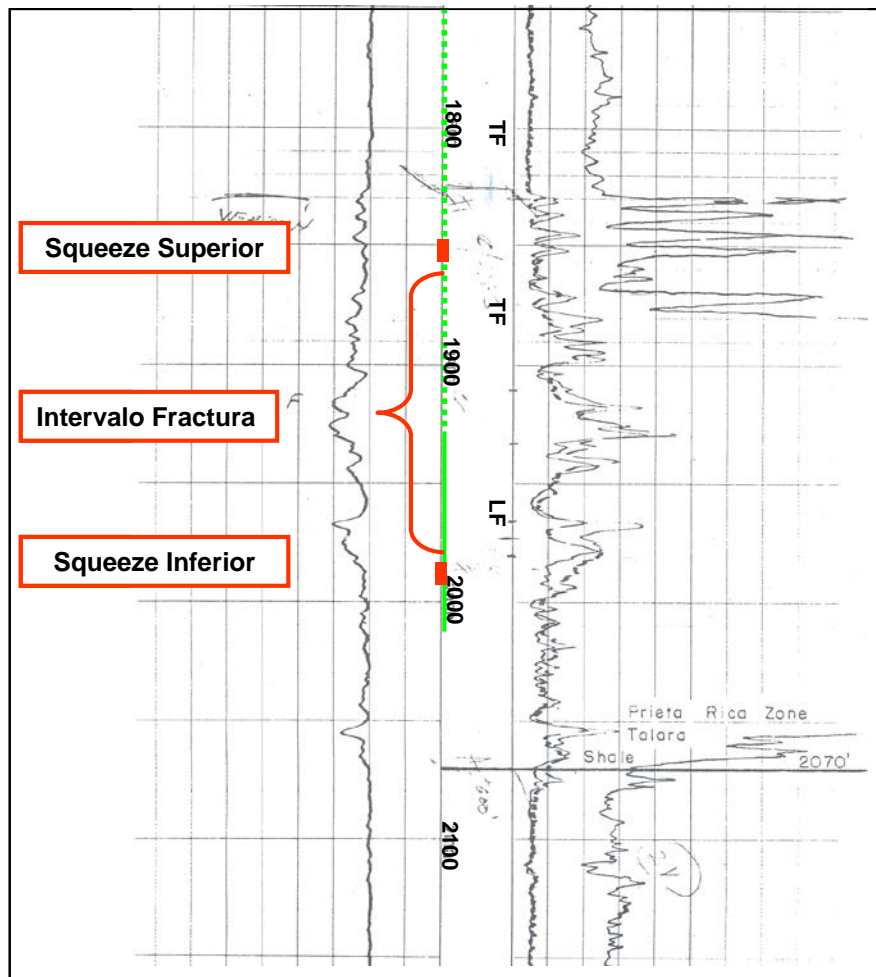 1800
TF
Squeeze Superior
TF
1900
F
Intervalo Fractura
LF
Squeeze Inferior
2000
Prieta Rica Zone
Talara
Shale
2070'
2100